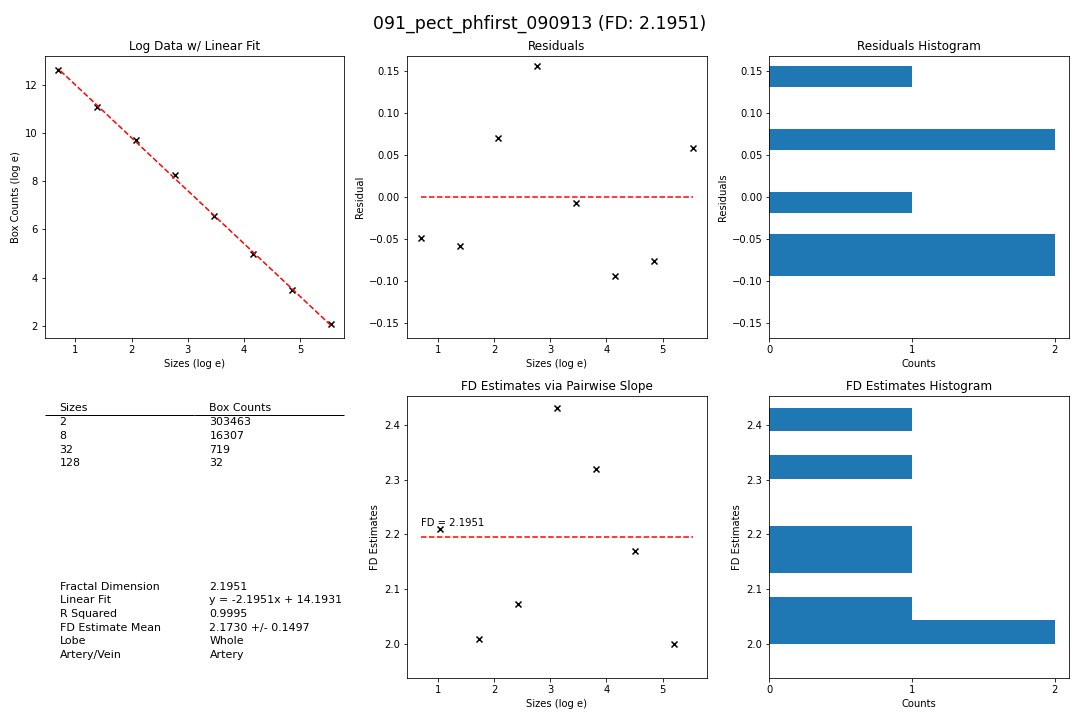 091_pect_phfirst_090913 (FD: 2.1951)
Log Data w/ Linear Fit
Box Counts (log e)
12
10
8
6
4
2
1 2 3 4 5
Sizes (log e)
Residuals
Residual
0.15
0.10
0.05
0.00
−0.05
−0.10
−0.15
1 2 3 4 5
Sizes (log e)
Residuals Histogram
Residuals
0.15
0.10
0.05
0.00
−0.05
−0.10
−0.15
0 1 2
Counts
Sizes Box Counts
2 303463
8 16307
32 719
128 32
Fractal Dimension 2.1951
Linear Fit y = -2.1951x + 14.1931
R Squared 0.9995
FD Estimate Mean 2.1730 +/- 0.1497
Lobe Whole
Artery/Vein Artery
FD Estimates via Pairwise Slope
FD Estimates
2.4
2.3
2.2
2.1
2.0
FD = 2.1951
1 2 3 4 5
Sizes (log e)
FD Estimates Histogram
FD Estimates
2.4
2.3
2.2
2.1
2.0
0 1 2
Counts